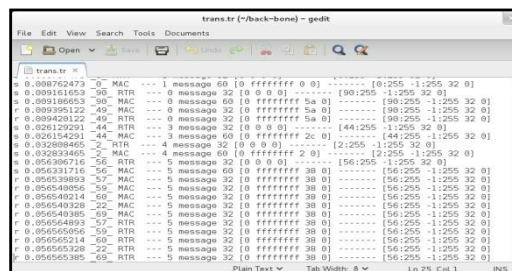 trans.tr (~/back-bone) - gedit
File Edit View Search Tools Documents
Open Save Undo
trans.tr ×
s 0.008762473 _0_ MAC --- 1 message 60 [0 ffffffff 0 0] ------- [0:255 -1:255 32 0]
s 0.009161653 _90_ RTR --- 0 message 32 [0 0 0 0] ------- [90:255 -1:255 32 0]
s 0.009186653 _90_ MAC --- 0 message 60 [0 ffffffff 5a 0] ------- [90:255 -1:255 32 0]
r 0.009395122 _49_ MAC --- 0 message 32 [0 ffffffff 5a 0] ------- [90:255 -1:255 32 0]
r 0.009420122 _49_ RTR --- 0 message 32 [0 ffffffff 5a 0] ------- [90:255 -1:255 32 0]
s 0.026129291 _44_ RTR --- 3 message 32 [0 0 0 0] ------- [44:255 -1:255 32 0]
s 0.026154291 _44_ MAC --- 3 message 60 [0 ffffffff 2c 0] ------- [44:255 -1:255 32 0]
s 0.032808465 _2_ RTR --- 4 message 32 [0 0 0 0] ------- [2:255 -1:255 32 0]
s 0.032833465 _2_ MAC --- 4 message 60 [0 ffffffff 2 0] ------- [2:255 -1:255 32 0]
s 0.056306716 _56_ RTR --- 5 message 32 [0 0 0 0] ------- [56:255 -1:255 32 0]
s 0.056331716 _56_ MAC --- 5 message 60 [0 ffffffff 38 0] ------- [56:255 -1:255 32 0]
r 0.056539893 _57_ MAC --- 5 message 32 [0 ffffffff 38 0] ------- [56:255 -1:255 32 0]
r 0.056540056 _59_ MAC --- 5 message 32 [0 ffffffff 38 0] ------- [56:255 -1:255 32 0]
r 0.056540214 _60_ MAC --- 5 message 32 [0 ffffffff 38 0] ------- [56:255 -1:255 32 0]
r 0.056540328 _22_ MAC --- 5 message 32 [0 ffffffff 38 0] ------- [56:255 -1:255 32 0]
r 0.056540385 _69_ MAC --- 5 message 32 [0 ffffffff 38 0] ------- [56:255 -1:255 32 0]
r 0.056564893 _57_ RTR --- 5 message 32 [0 ffffffff 38 0] ------- [56:255 -1:255 32 0]
r 0.056565056 _59_ RTR --- 5 message 32 [0 ffffffff 38 0] ------- [56:255 -1:255 32 0]
r 0.056565214 _60_ RTR --- 5 message 32 [0 ffffffff 38 0] ------- [56:255 -1:255 32 0]
r 0.056565328 _22_ RTR --- 5 message 32 [0 ffffffff 38 0] ------- [56:255 -1:255 32 0]
r 0.056565385 _69_ RTR --- 5 message 32 [0 ffffffff 38 0] ------- [56:255 -1:255 32 0]
Plain Text Tab Width: 8 Ln 25, Col 1 INS